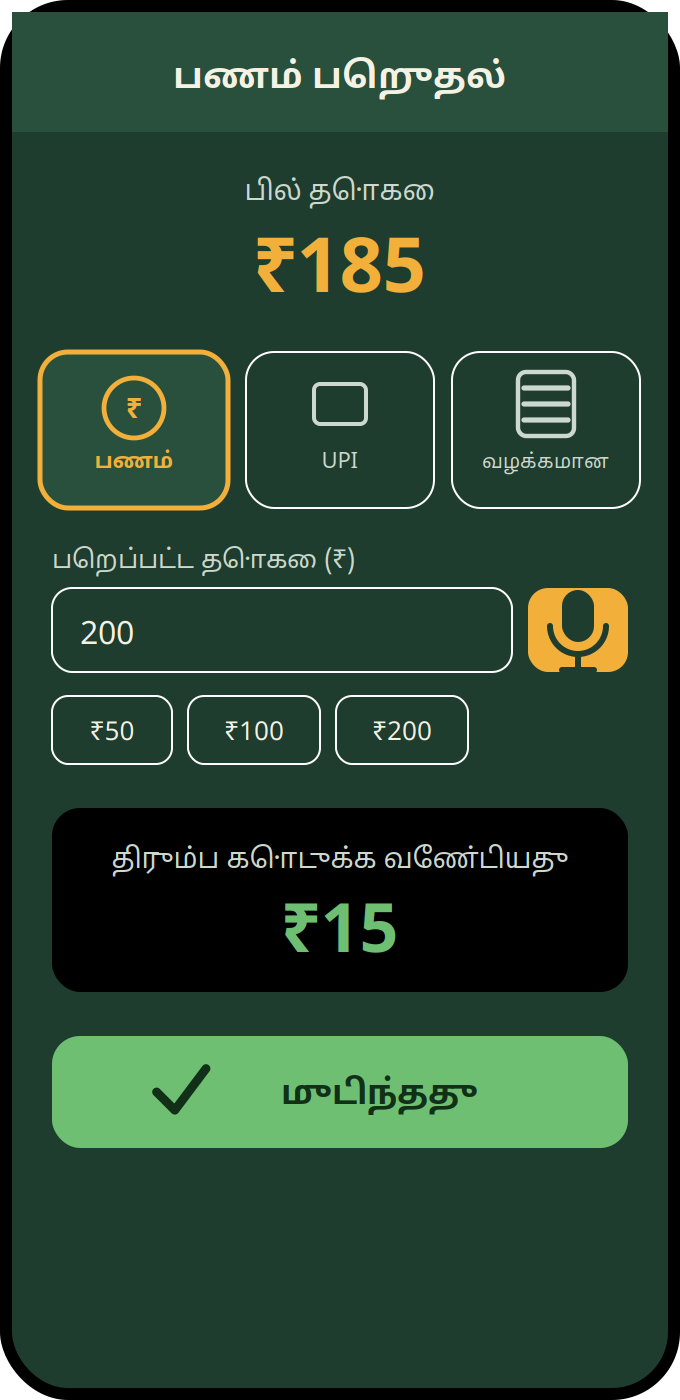 பணம் பெறுதல்
பில் தொகை
₹185
₹
பணம்
UPI
வழக்கமான
பெறப்பட்ட தொகை (₹)
200
₹50
₹100
₹200
திரும்ப கொடுக்க வேண்டியது
₹15
முடிந்தது